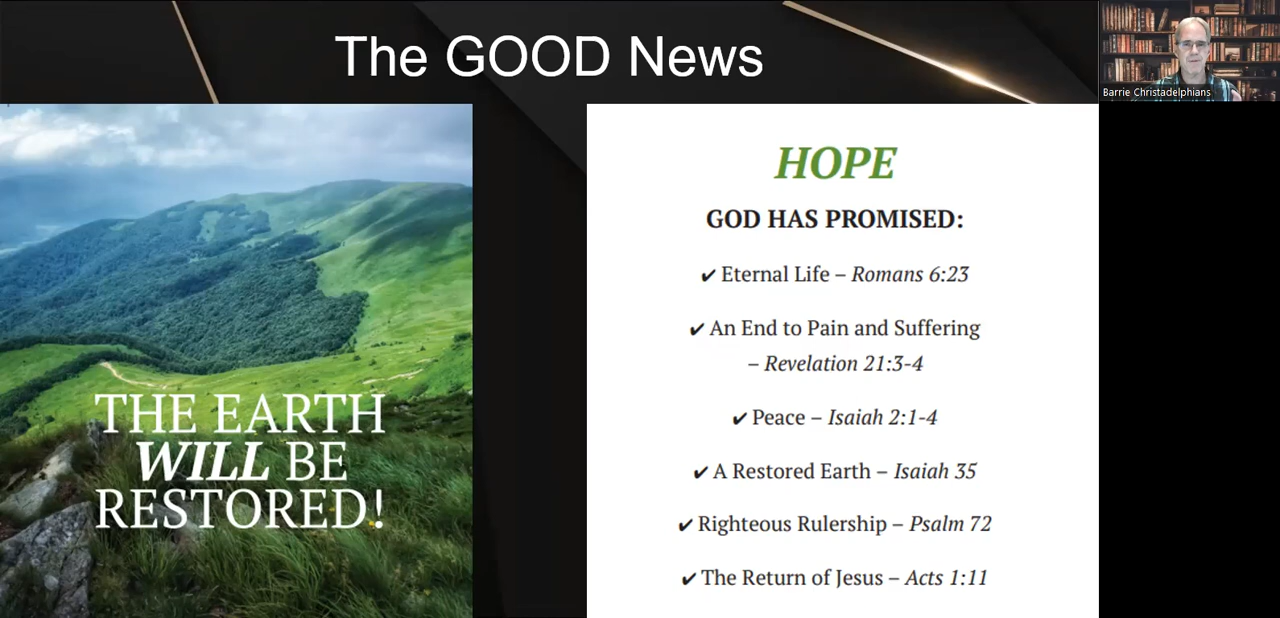 The GOOD News
Barrie Christadelphians
THE EARTH
WILL BE
RESTORED!
HOPE
GOD HAS PROMISED:
✔ Eternal Life – Romans 6:23
✔ An End to Pain and Suffering
– Revelation 21:3-4
✔ Peace – Isaiah 2:1-4
✔ A Restored Earth – Isaiah 35
✔ Righteous Rulership – Psalm 72
✔ The Return of Jesus – Acts 1:11